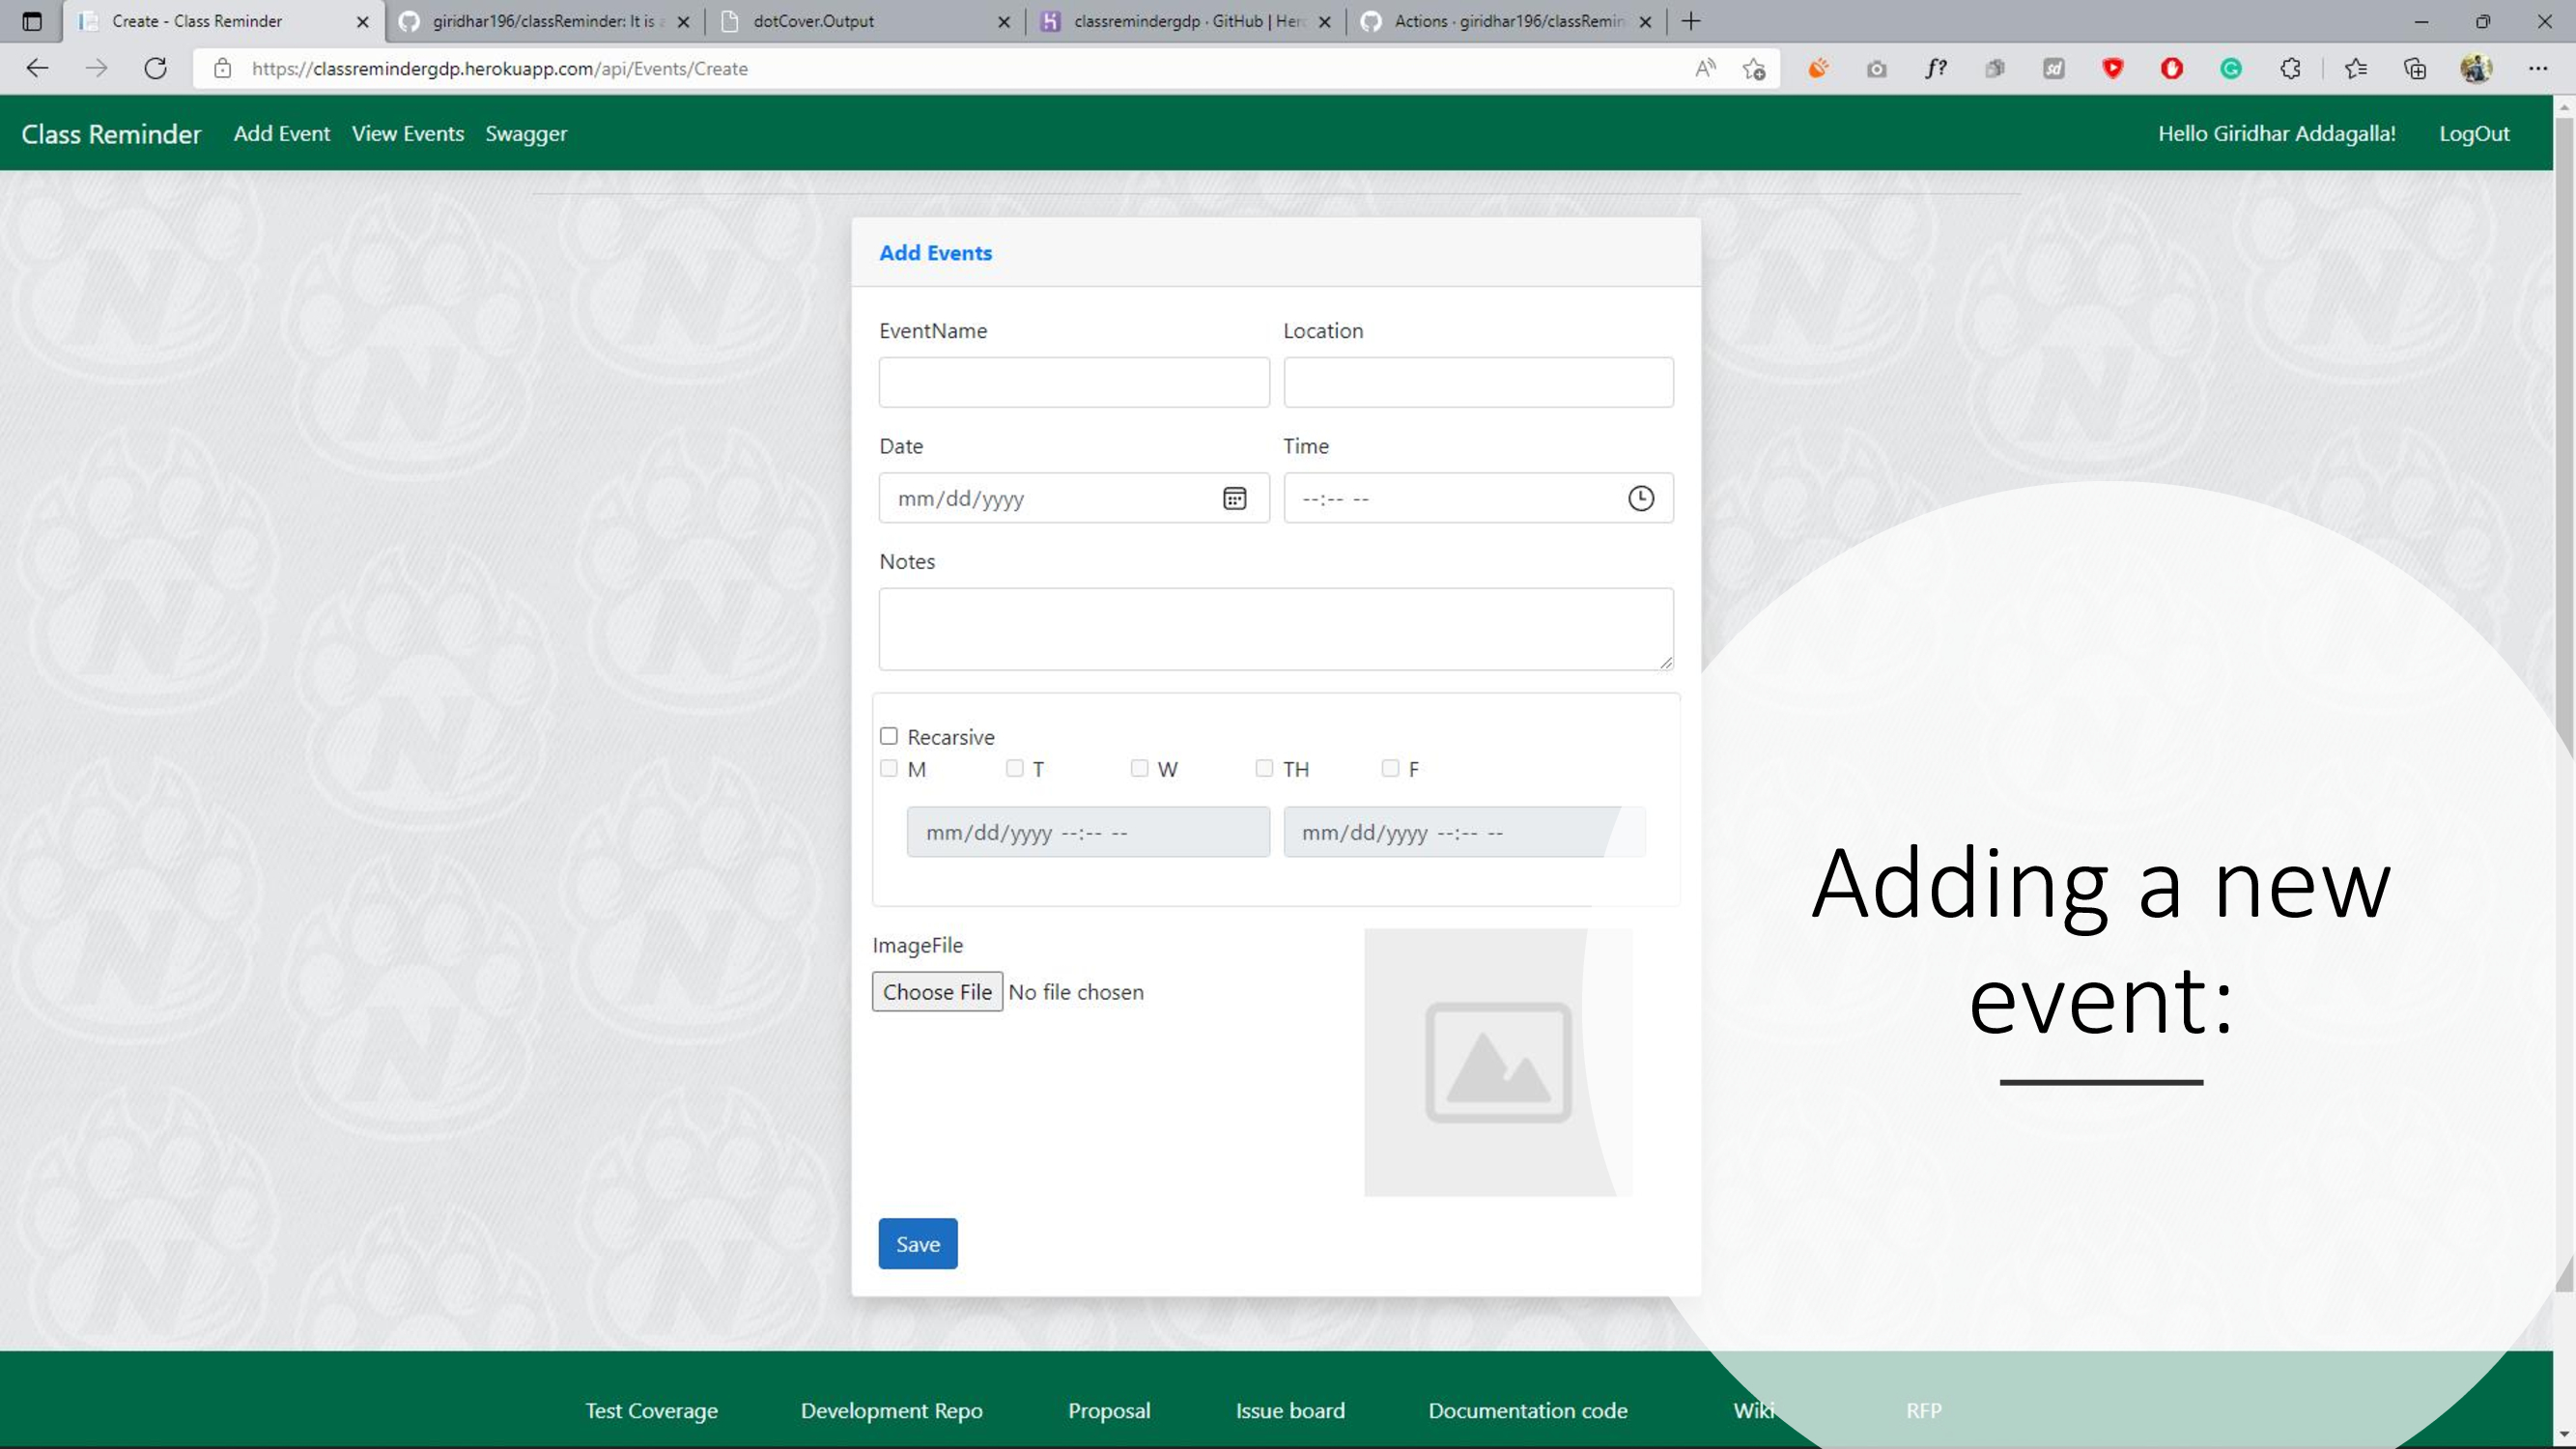 Create - Class Reminder
giridhar196/classReminder: It is a
dotCover.Output
classremindergdp · GitHub | Hero
Actions · giridhar196/classRemin
https://classremindergdp.herokuapp.com/api/Events/Create
Class Reminder Add Event View Events Swagger
Hello Giridhar Addagalla! LogOut
Add Events
EventName Location
Date Time
mm/dd/yyyy --:-- --
Notes
Recarsive
M T W TH F
mm/dd/yyyy --:-- -- mm/dd/yyyy --:-- --
ImageFile
Choose File No file chosen
Save
Adding a new
event:
Test Coverage Development Repo Proposal Issue board Documentation code Wiki RFP